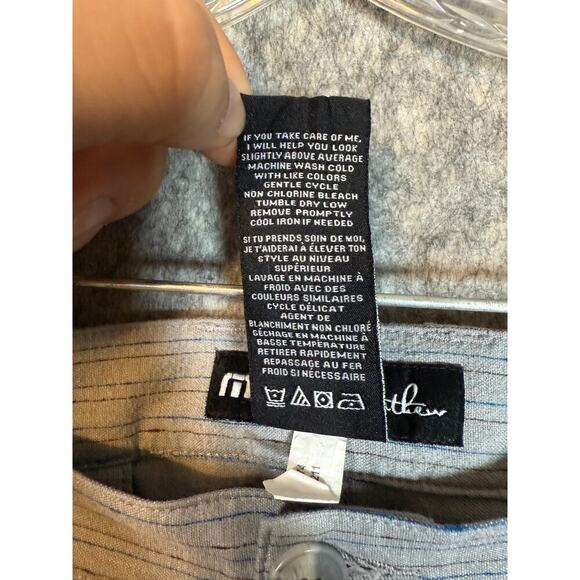 IF YOU TAKE CARE OF ME,
I WILL HELP YOU LOOK
SLIGHTLY ABOVE AVERAGE
MACHINE WASH COLD
WITH LIKE COLORS
GENTLE CYCLE
NON CHLORINE BLEACH
TUMBLE DRY LOW
REMOVE PROMPTLY
COOL IRON IF NEEDED
SI TU PRENDS SOIN DE MOI,
JE T'AIDERAI À ÉLEVER TON
STYLE AU NIVEAU
SUPÉRIEUR
LAVAGE EN MACHINE À
FROID AVEC DES
COULEURS SIMILAIRES
CYCLE DÉLICAT
AGENT DE
BLANCHIMENT NON CHLORÉ
SÉCHAGE EN MACHINE À
BASSE TEMPÉRATURE
RETIRER RAPIDEMENT
REPASSAGE AU FER
FROID SI NÉCESSAIRE